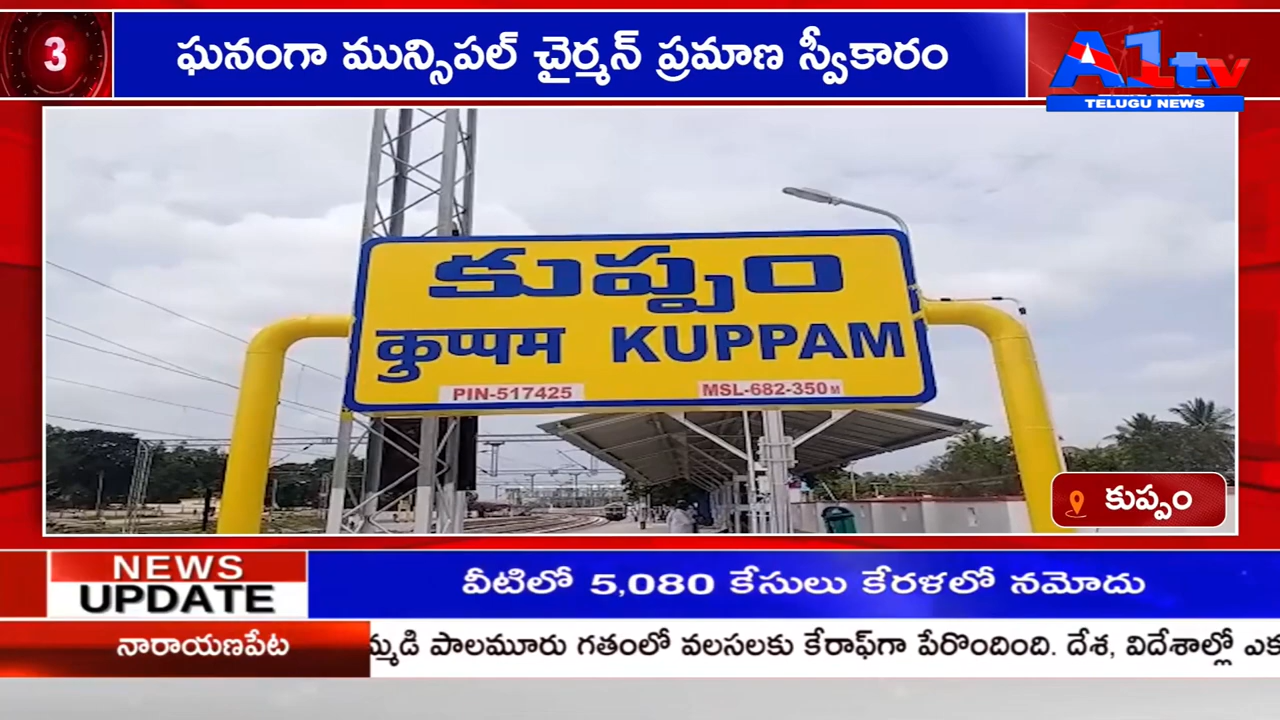 3
ఘనంగా మున్సిపల్ చైర్మన్ ప్రమాణ స్వీకారం
A1tv
TELUGU NEWS
కుప్పం
कुप्पम KUPPAM
PIN-517425 MSL-682-350M
కుప్పం
NEWS
UPDATE
వీటిలో 5,080 కేసులు కేరళలో నమోదు
నారాయణపేట
మ్మడి పాలమూరు గతంలో వలసలకు కేరాఫ్‌గా పేరొందింది. దేశ, విదేశాల్లో ఎక